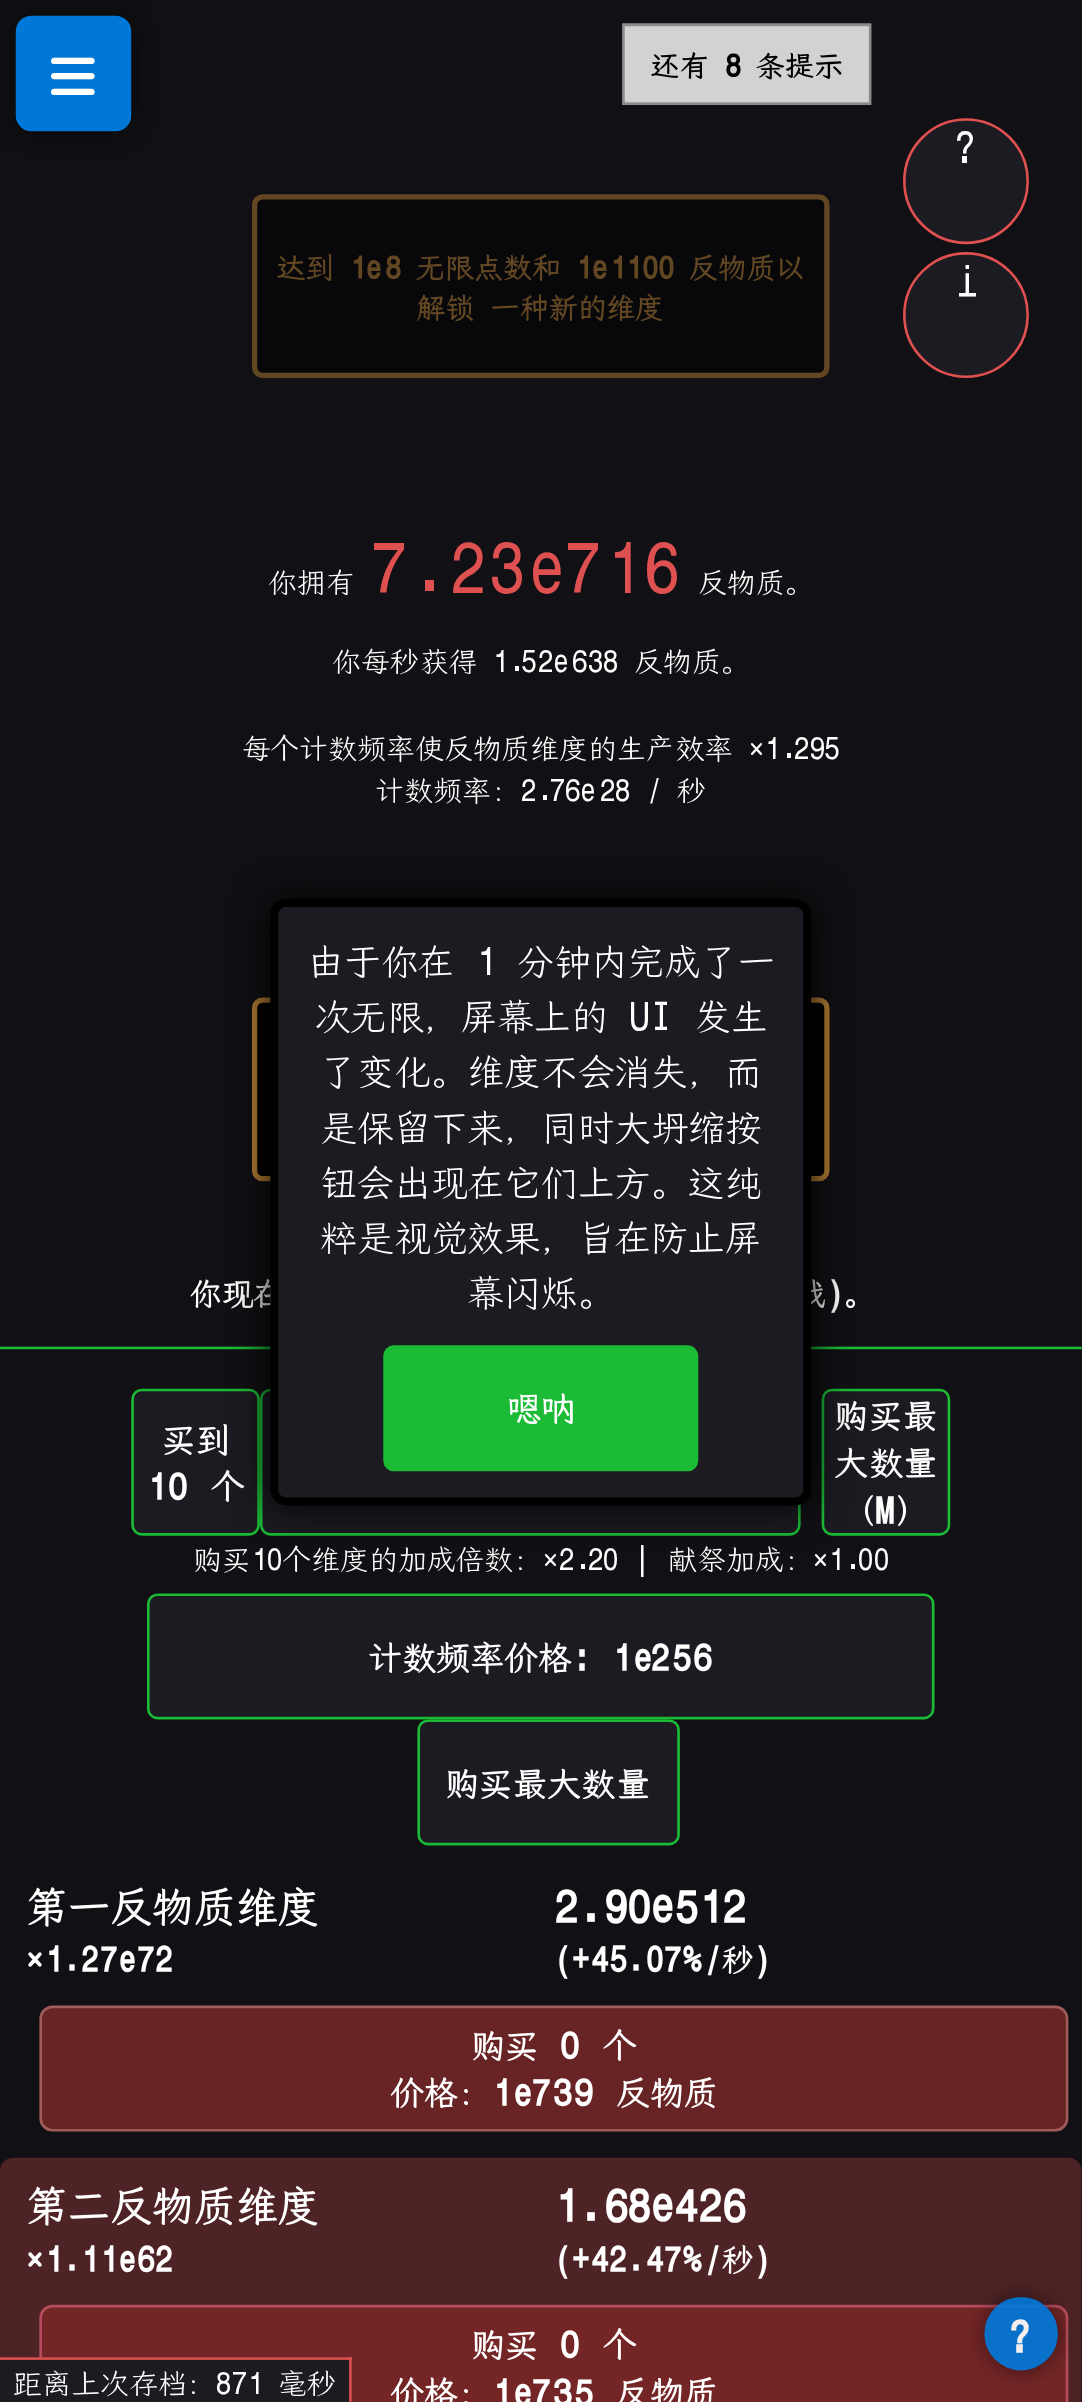 还有 8 条提示
?
i
达到 1e8 无限点数和 1e1100 反物质以
解锁 一种新的维度
你拥有 7.23e716 反物质。
你每秒获得 1.52e638 反物质。
每个计数频率使反物质维度的生产效率 ×1.295
计数频率: 2.76e28 / 秒
由于你在 1 分钟内完成了一
次无限, 屏幕上的 UI 发生
了变化。维度不会消失, 而
是保留下来, 同时大坍缩按
钮会出现在它们上方。这纯
粹是视觉效果, 旨在防止屏
幕闪烁。
你现在
)。
嗯呐
买到
10 个
购买最
大数量
(M)
购买10个维度的加成倍数: ×2.20 | 献祭加成: ×1.00
计数频率价格: 1e256
购买最大数量
第一反物质维度 2.90e512
×1.27e72 (+45.07%/秒)
购买 0 个
价格: 1e739 反物质
第二反物质维度 1.68e426
×1.11e62 (+42.47%/秒)
购买 0 个
价格: 1e735 反物质
?
距离上次存档: 871 毫秒